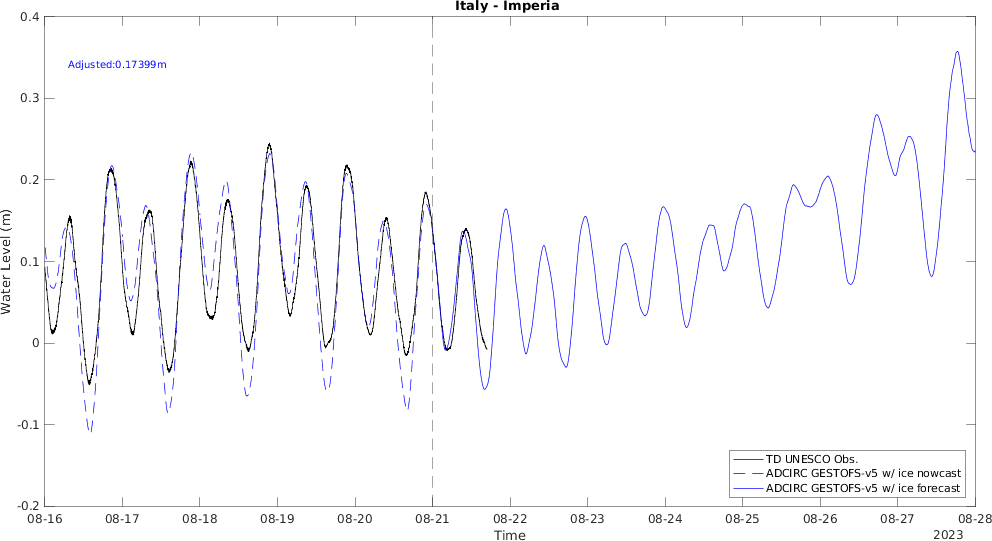 Italy - Imperia
Adjusted:0.17399m
Water Level (m)
0.4
0.3
0.2
0.1
0
-0.1
-0.2
08-16 08-17 08-18 08-19 08-20 08-21 08-22 08-23 08-24 08-25 08-26 08-27 08-28
Time
2023
TD UNESCO Obs.
ADCIRC GESTOFS-v5 w/ ice nowcast
ADCIRC GESTOFS-v5 w/ ice forecast